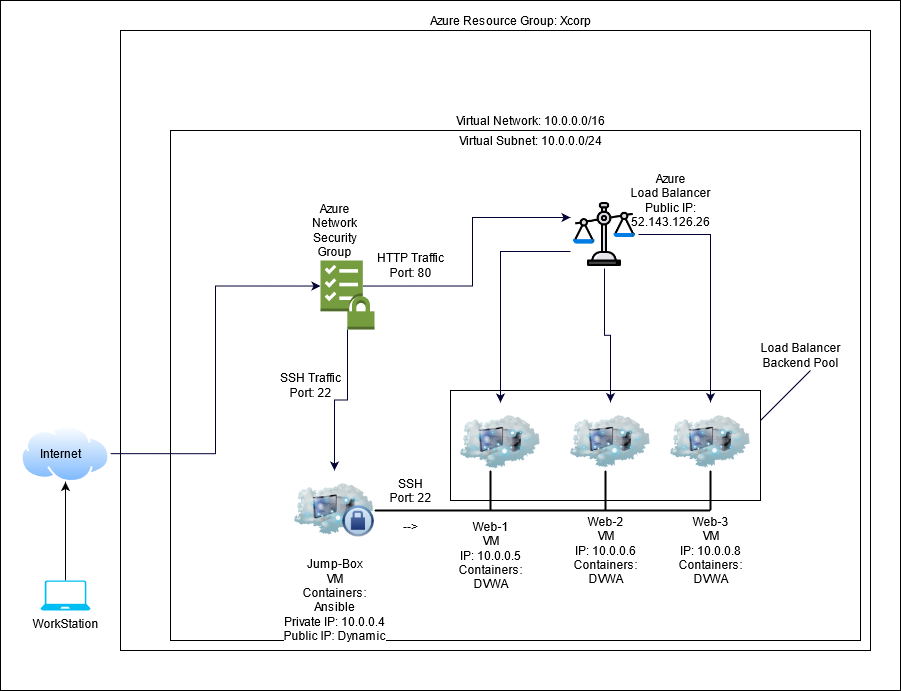 Azure Resource Group: Xcorp
Virtual Network: 10.0.0.0/16
Virtual Subnet: 10.0.0.0/24
Azure
Load Balancer
Public IP:
52.143.126.26
Azure
Network
Security
Group
HTTP Traffic
Port: 80
Load Balancer
Backend Pool
SSH Traffic
Port: 22
Internet
SSH
Port: 22
-->
Web-1
VM
IP: 10.0.0.5
Containers:
DVWA
Web-2
VM
IP: 10.0.0.6
Containers:
DVWA
Web-3
VM
IP: 10.0.0.8
Containers:
DVWA
Jump-Box
VM
Containers:
Ansible
Private IP: 10.0.0.4
Public IP: Dynamic
WorkStation